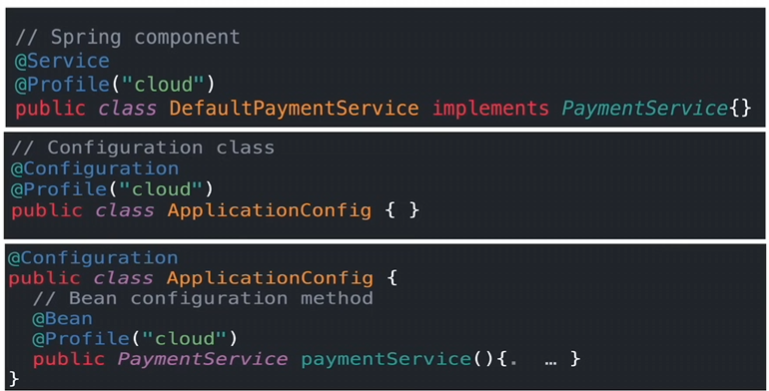 // Spring component
@Service
@Profile("cloud")
public class DefaultPaymentService implements PaymentService{}
// Configuration class
@Configuration
@Profile("cloud")
public class ApplicationConfig { }
@Configuration
public class ApplicationConfig {
// Bean configuration method
@Bean
@Profile("cloud")
public PaymentService paymentService(){. … }
}